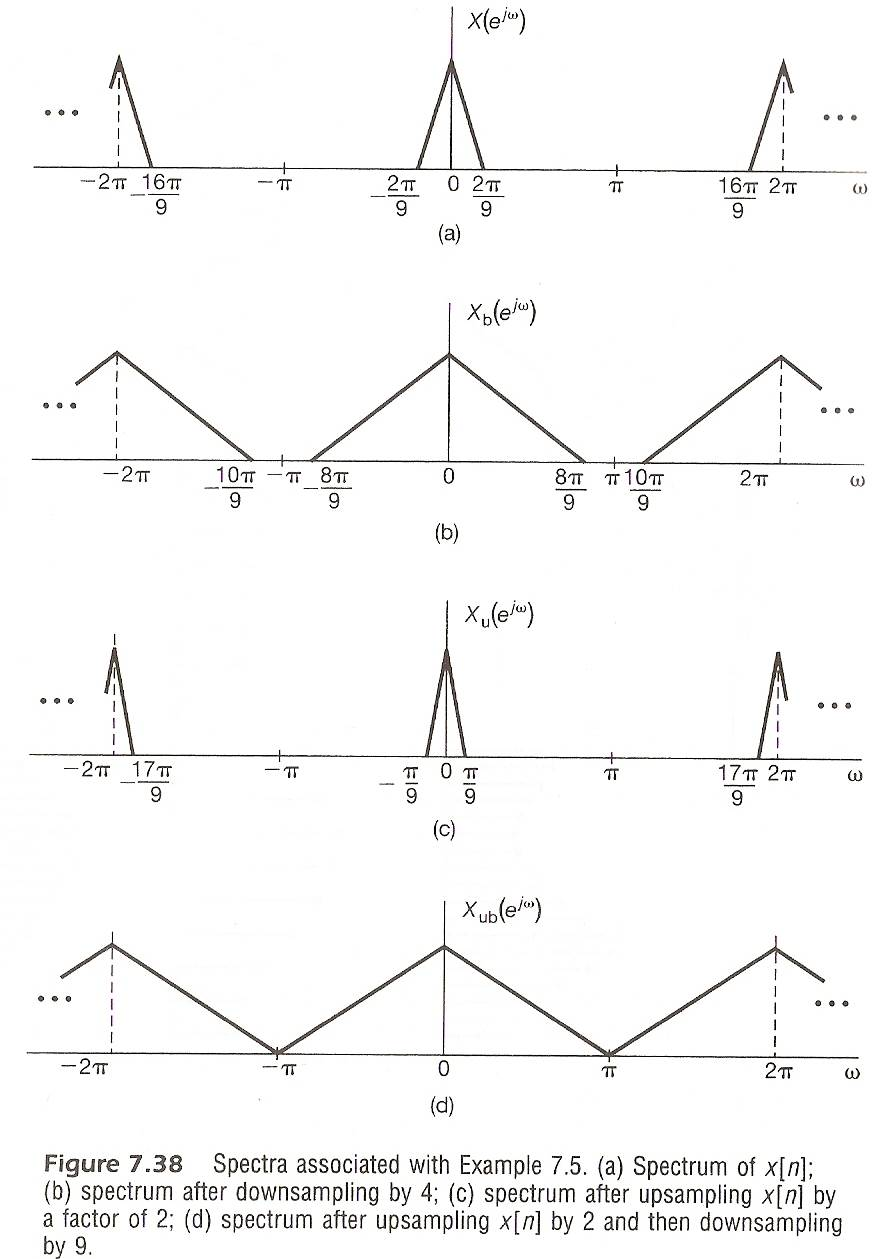 X(e^jω)
−2π −16π/9 −π −2π/9 0 2π/9 π 16π/9 2π ω
(a)
X_b(e^jω)
−2π −10π/9 −π −8π/9 0 8π/9 π 10π/9 2π ω
(b)
X_u(e^jω)
−2π −17π/9 −π −π/9 0 π/9 π 17π/9 2π ω
(c)
X_ub(e^jω)
−2π −π 0 π 2π ω
(d)
Figure 7.38 Spectra associated with Example 7.5. (a) Spectrum of x[n];
(b) spectrum after downsampling by 4; (c) spectrum after upsampling x[n] by
a factor of 2; (d) spectrum after upsampling x[n] by 2 and then downsampling
by 9.